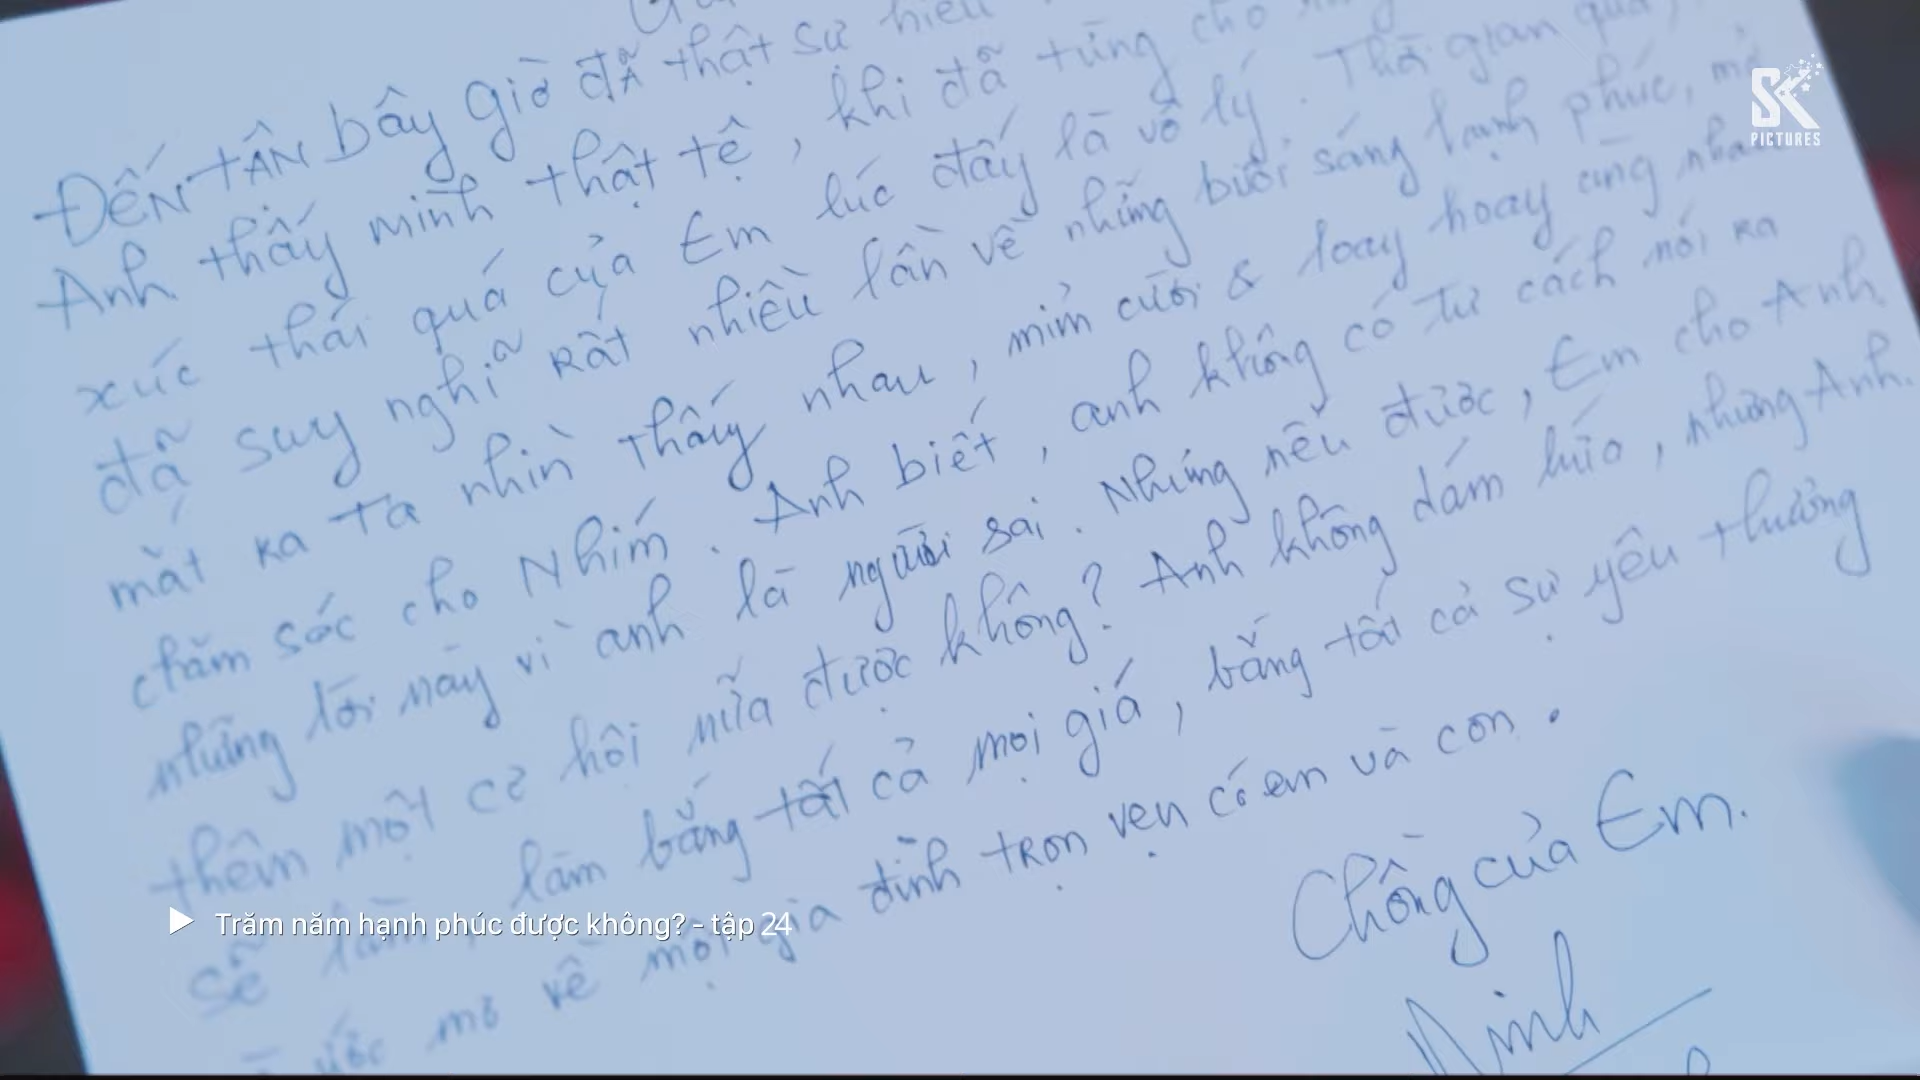 ĐẾN TẬN bây giờ đã thật sự hiểu
Anh thấy mình thật tệ, khi đã từng cho
xúc thái quá của Em lúc đấy là vô lý. Thời gian qua,
đã suy nghĩ rất nhiều lần về những buổi sáng hạnh phúc, mở
mắt ra ta nhìn thấy nhau, mỉm cười & loay hoay cùng nhau
chăm sóc cho Nhím. Anh biết, anh không có tư cách nói ra
những lời này vì anh là người sai. Nhưng nếu được, Em cho Anh
thêm một cơ hội nữa được không? Anh không dám hứa, nhưng Anh
sẽ làm, làm bằng tất cả mọi giá, bằng tất cả sự yêu thương
ước mơ về một gia đình trọn vẹn có em và con.
Chồng của Em.
Ninh
SK
PICTURES
Trăm năm hạnh phúc được không? - tập 24